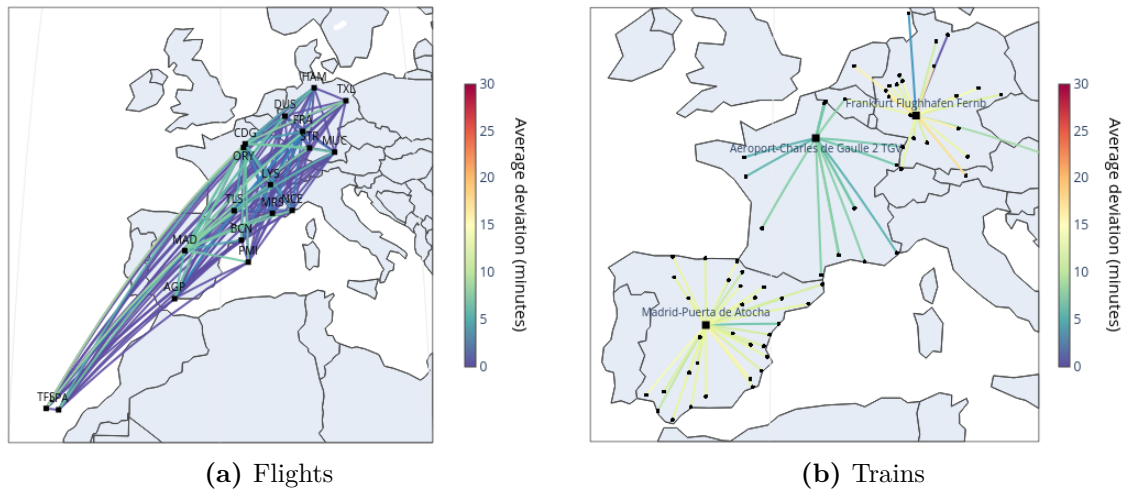 HAM
TXL
DUS
FRA
CDG
STR
MUC
ORY
LYS
TLS
MRS
NCE
BCN
MAD
PMI
AGP
30
25
20
15
10
5
0
Average deviation (minutes)
Frankfurt Flughhafen Fernb
Aéroport-Charles de Gaulle 2 TGV
Madrid-Puerta de Atocha
30
25
20
15
10
5
0
Average deviation (minutes)
(a) Flights
(b) Trains